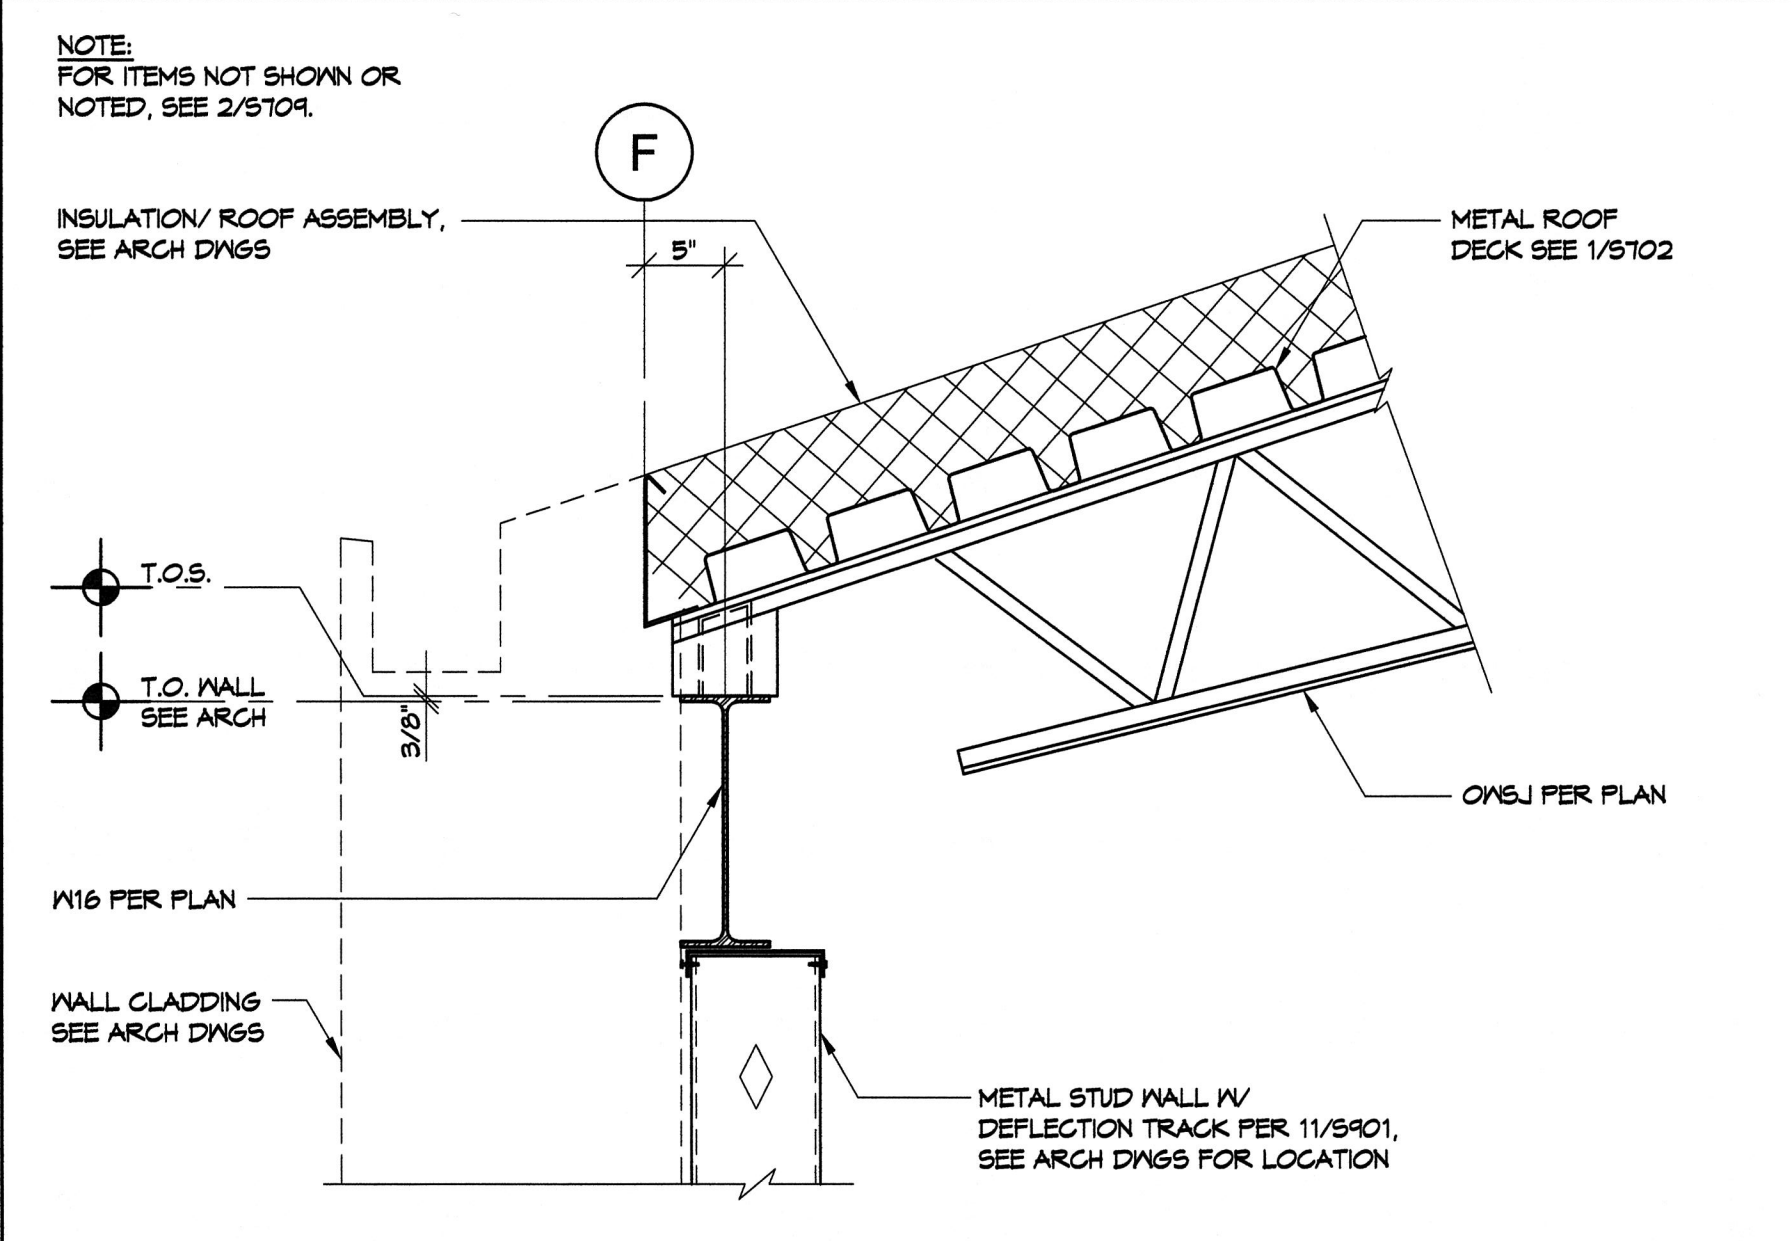 NOTE:
FOR ITEMS NOT SHOWN OR
NOTED, SEE 2/S709.
F
INSULATION/ ROOF ASSEMBLY,
SEE ARCH DWGS
5"
METAL ROOF
DECK SEE 1/S702
T.O.S.
T.O. WALL
SEE ARCH
3/8"
OWSJ PER PLAN
W16 PER PLAN
WALL CLADDING
SEE ARCH DWGS
METAL STUD WALL W/
DEFLECTION TRACK PER 11/S901,
SEE ARCH DWGS FOR LOCATION